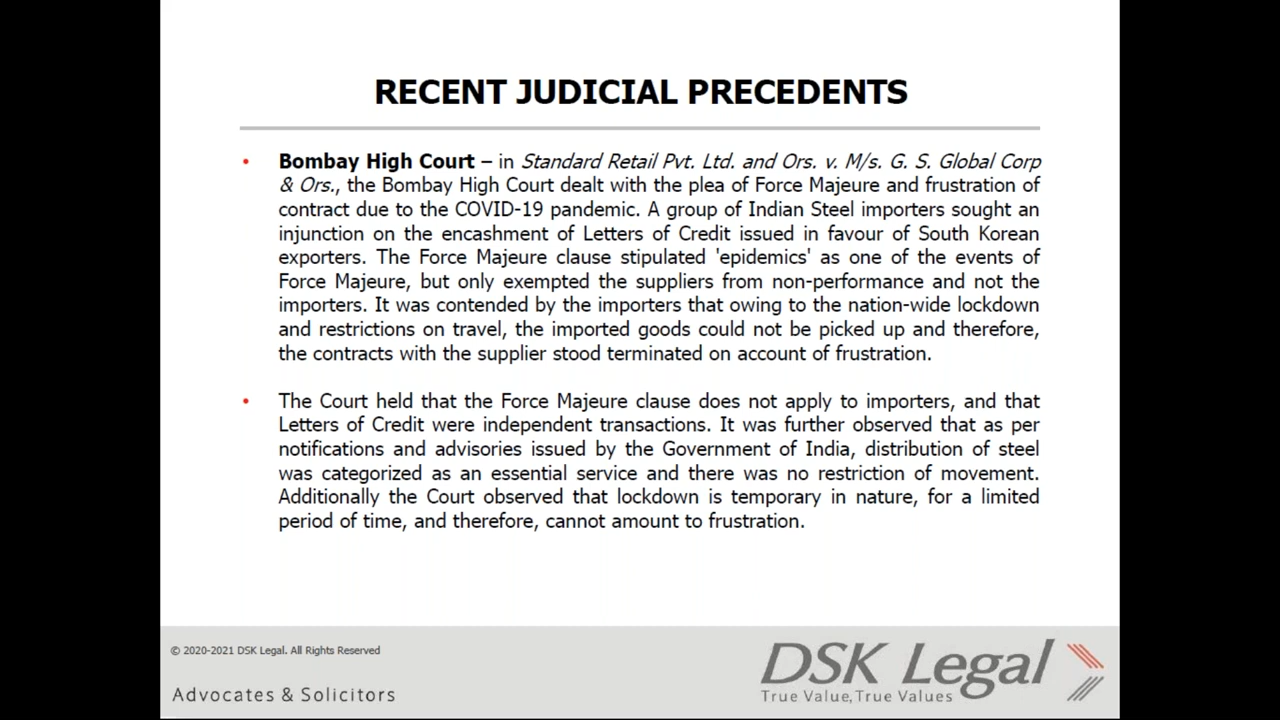 RECENT JUDICIAL PRECEDENTS
• Bombay High Court – in Standard Retail Pvt. Ltd. and Ors. v. M/s. G. S. Global Corp
& Ors., the Bombay High Court dealt with the plea of Force Majeure and frustration of
contract due to the COVID-19 pandemic. A group of Indian Steel importers sought an
injunction on the encashment of Letters of Credit issued in favour of South Korean
exporters. The Force Majeure clause stipulated 'epidemics' as one of the events of
Force Majeure, but only exempted the suppliers from non-performance and not the
importers. It was contended by the importers that owing to the nation-wide lockdown
and restrictions on travel, the imported goods could not be picked up and therefore,
the contracts with the supplier stood terminated on account of frustration.
• The Court held that the Force Majeure clause does not apply to importers, and that
Letters of Credit were independent transactions. It was further observed that as per
notifications and advisories issued by the Government of India, distribution of steel
was categorized as an essential service and there was no restriction of movement.
Additionally the Court observed that lockdown is temporary in nature, for a limited
period of time, and therefore, cannot amount to frustration.
© 2020-2021 DSK Legal. All Rights Reserved
Advocates & Solicitors
DSK Legal
True Value, True Values